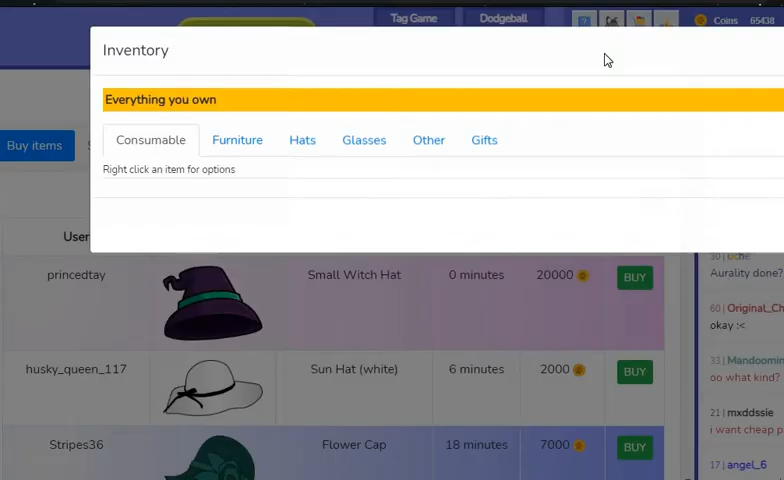 Tag Game
Dodgeball
Coins 65438
Inventory
Everything you own
Consumable
Furniture
Hats
Glasses
Other
Gifts
Right click an item for options
Buy items
User
princedtay
Small Witch Hat
0 minutes
20000
BUY
husky_queen_117
Sun Hat (white)
6 minutes
2000
BUY
Stripes36
Flower Cap
18 minutes
7000
BUY
Aurality done?
60 | Original_Ch
okay :<
33 | Mandoomin
oo what kind?
21 | mxddssie
i want cheap p
17 | angel_6